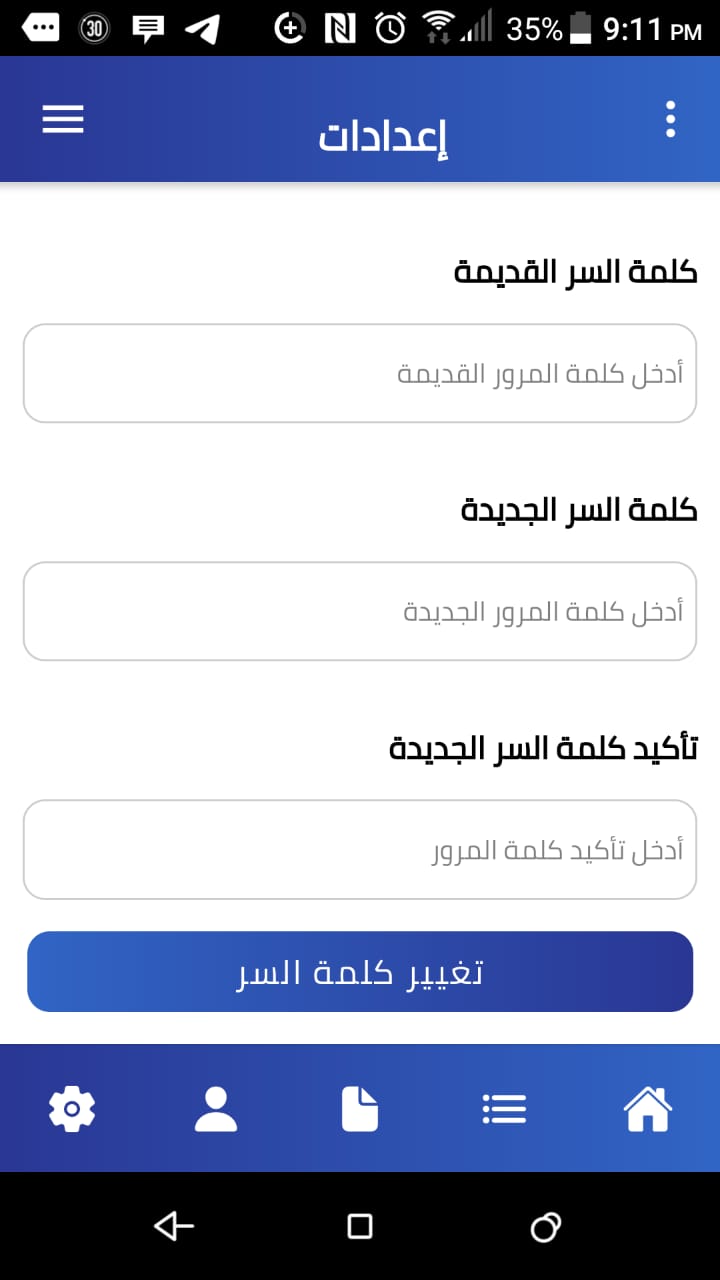 30 35% 9:11 PM
إعدادات
كلمة السر القديمة
أدخل كلمة المرور القديمة
كلمة السر الجديدة
أدخل كلمة المرور الجديدة
تأكيد كلمة السر الجديدة
أدخل تأكيد كلمة المرور
تغيير كلمة السر